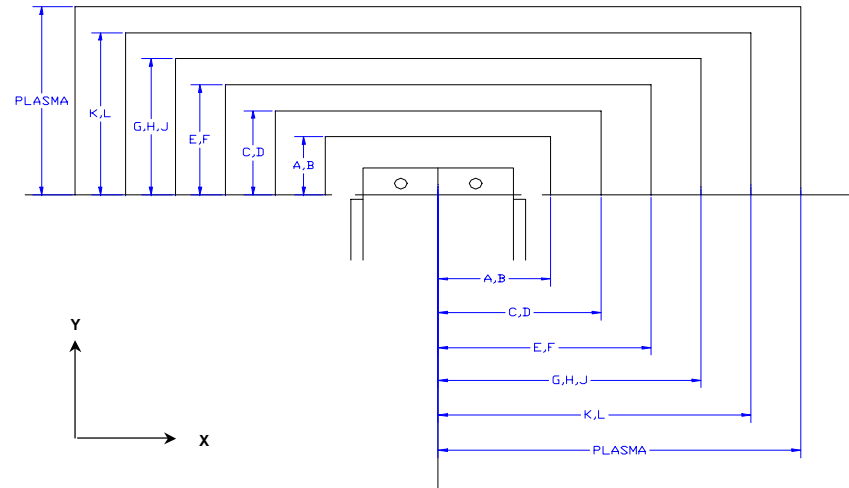 PLASMA
K,L
G,H,J
E,F
C,D
A,B
A,B
C,D
E,F
G,H,J
K,L
PLASMA
Y
X